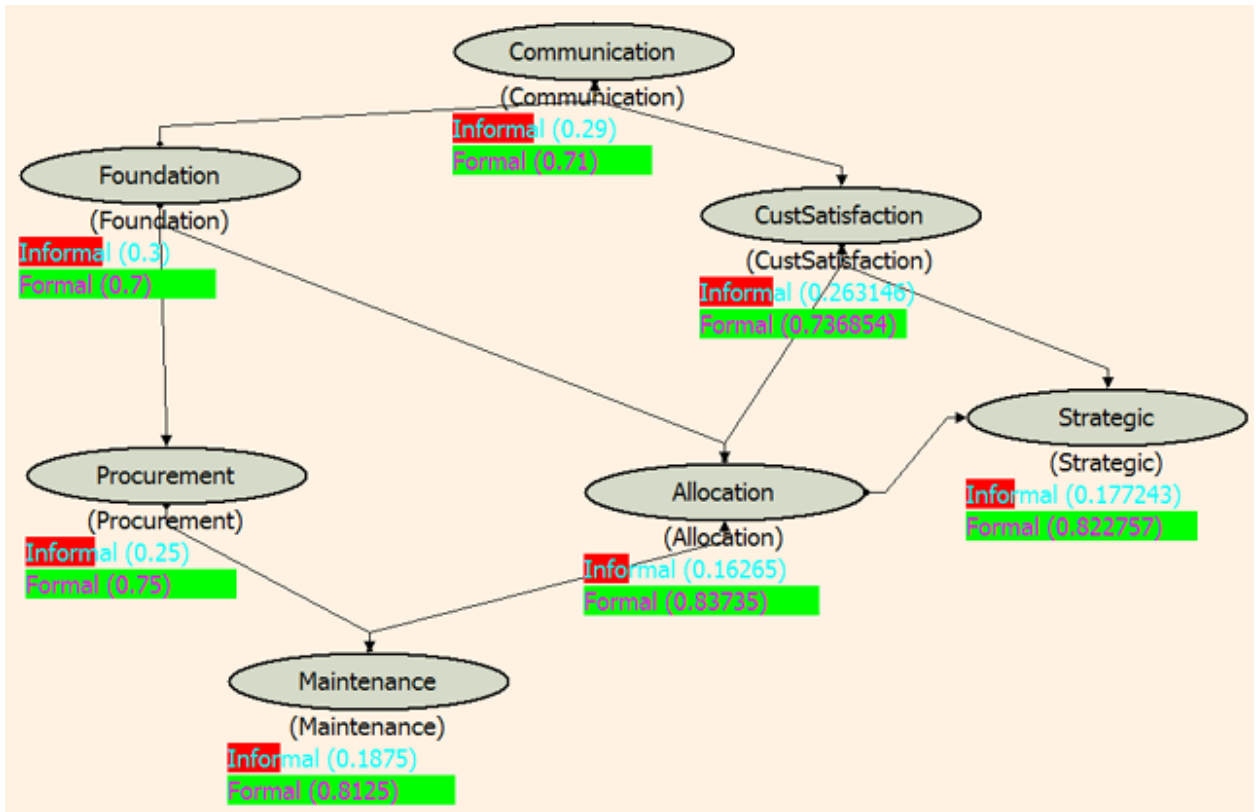 Communication
(Communication)
Informal (0.29)
Formal (0.71)
Foundation
(Foundation)
Informal (0.3)
Formal (0.7)
CustSatisfaction
(CustSatisfaction)
Informal (0.263146)
Formal (0.736854)
Strategic
(Strategic)
Informal (0.177243)
Formal (0.822757)
Procurement
(Procurement)
Informal (0.25)
Formal (0.75)
Allocation
(Allocation)
Informal (0.16265)
Formal (0.83735)
Maintenance
(Maintenance)
Informal (0.1875)
Formal (0.8125)